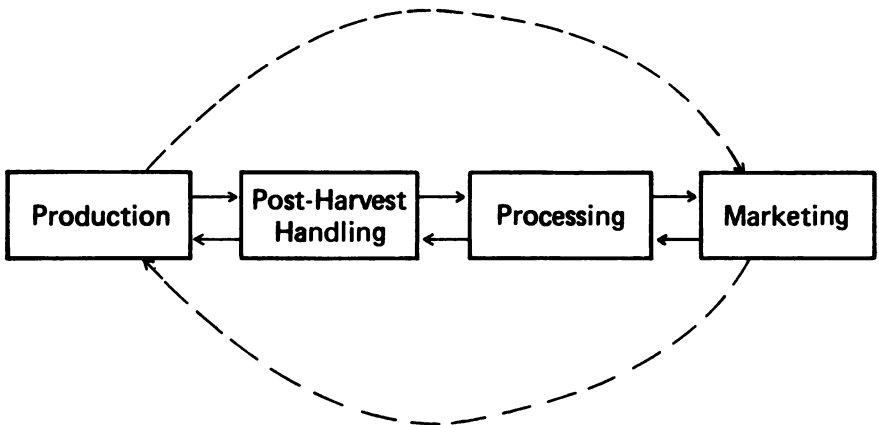 Production
Post-Harvest
Handling
Processing
Marketing